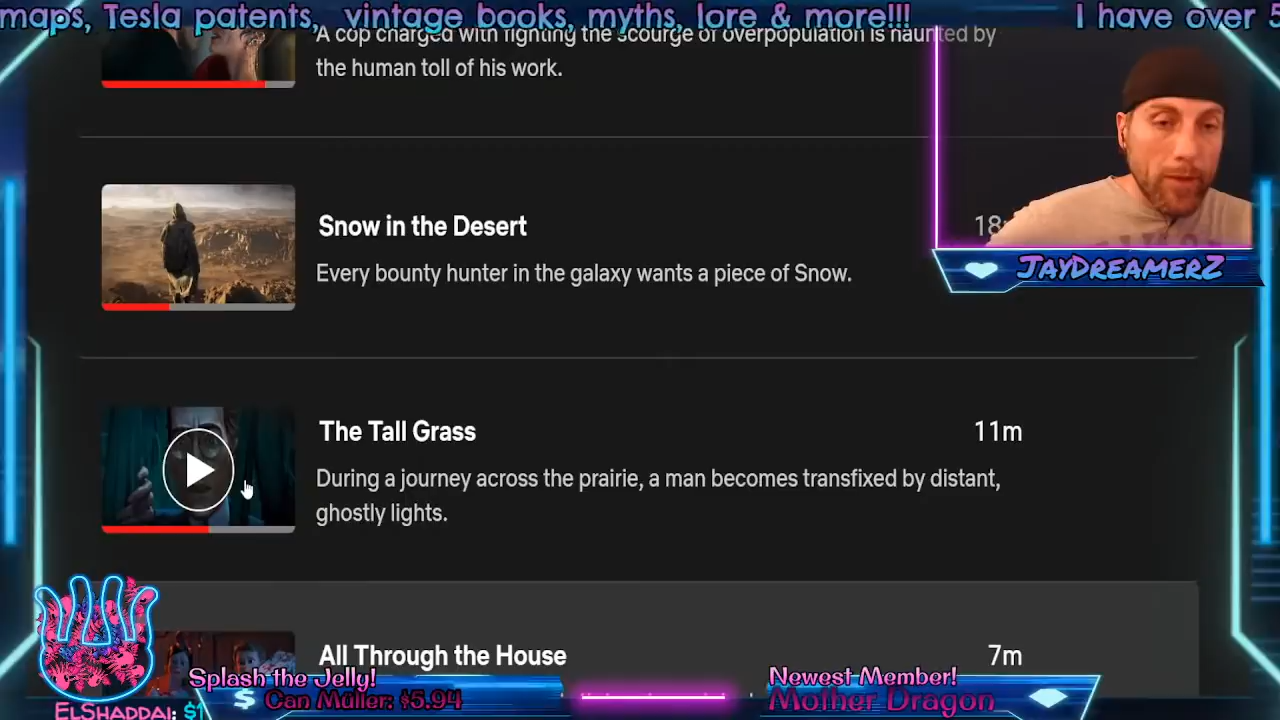 maps, Tesla patents, vintage books, myths, lore & more!!!
I have over 5
A cop charged with fighting the scourge of overpopulation is haunted by
the human toll of his work.
Snow in the Desert
18
Every bounty hunter in the galaxy wants a piece of Snow.
JayDreamerZ
The Tall Grass
11m
During a journey across the prairie, a man becomes transfixed by distant,
ghostly lights.
All Through the House
7m
Splash the Jelly!
$
Can Müller: $5.94
Newest Member!
Mother Dragon
ElShaddai: $1